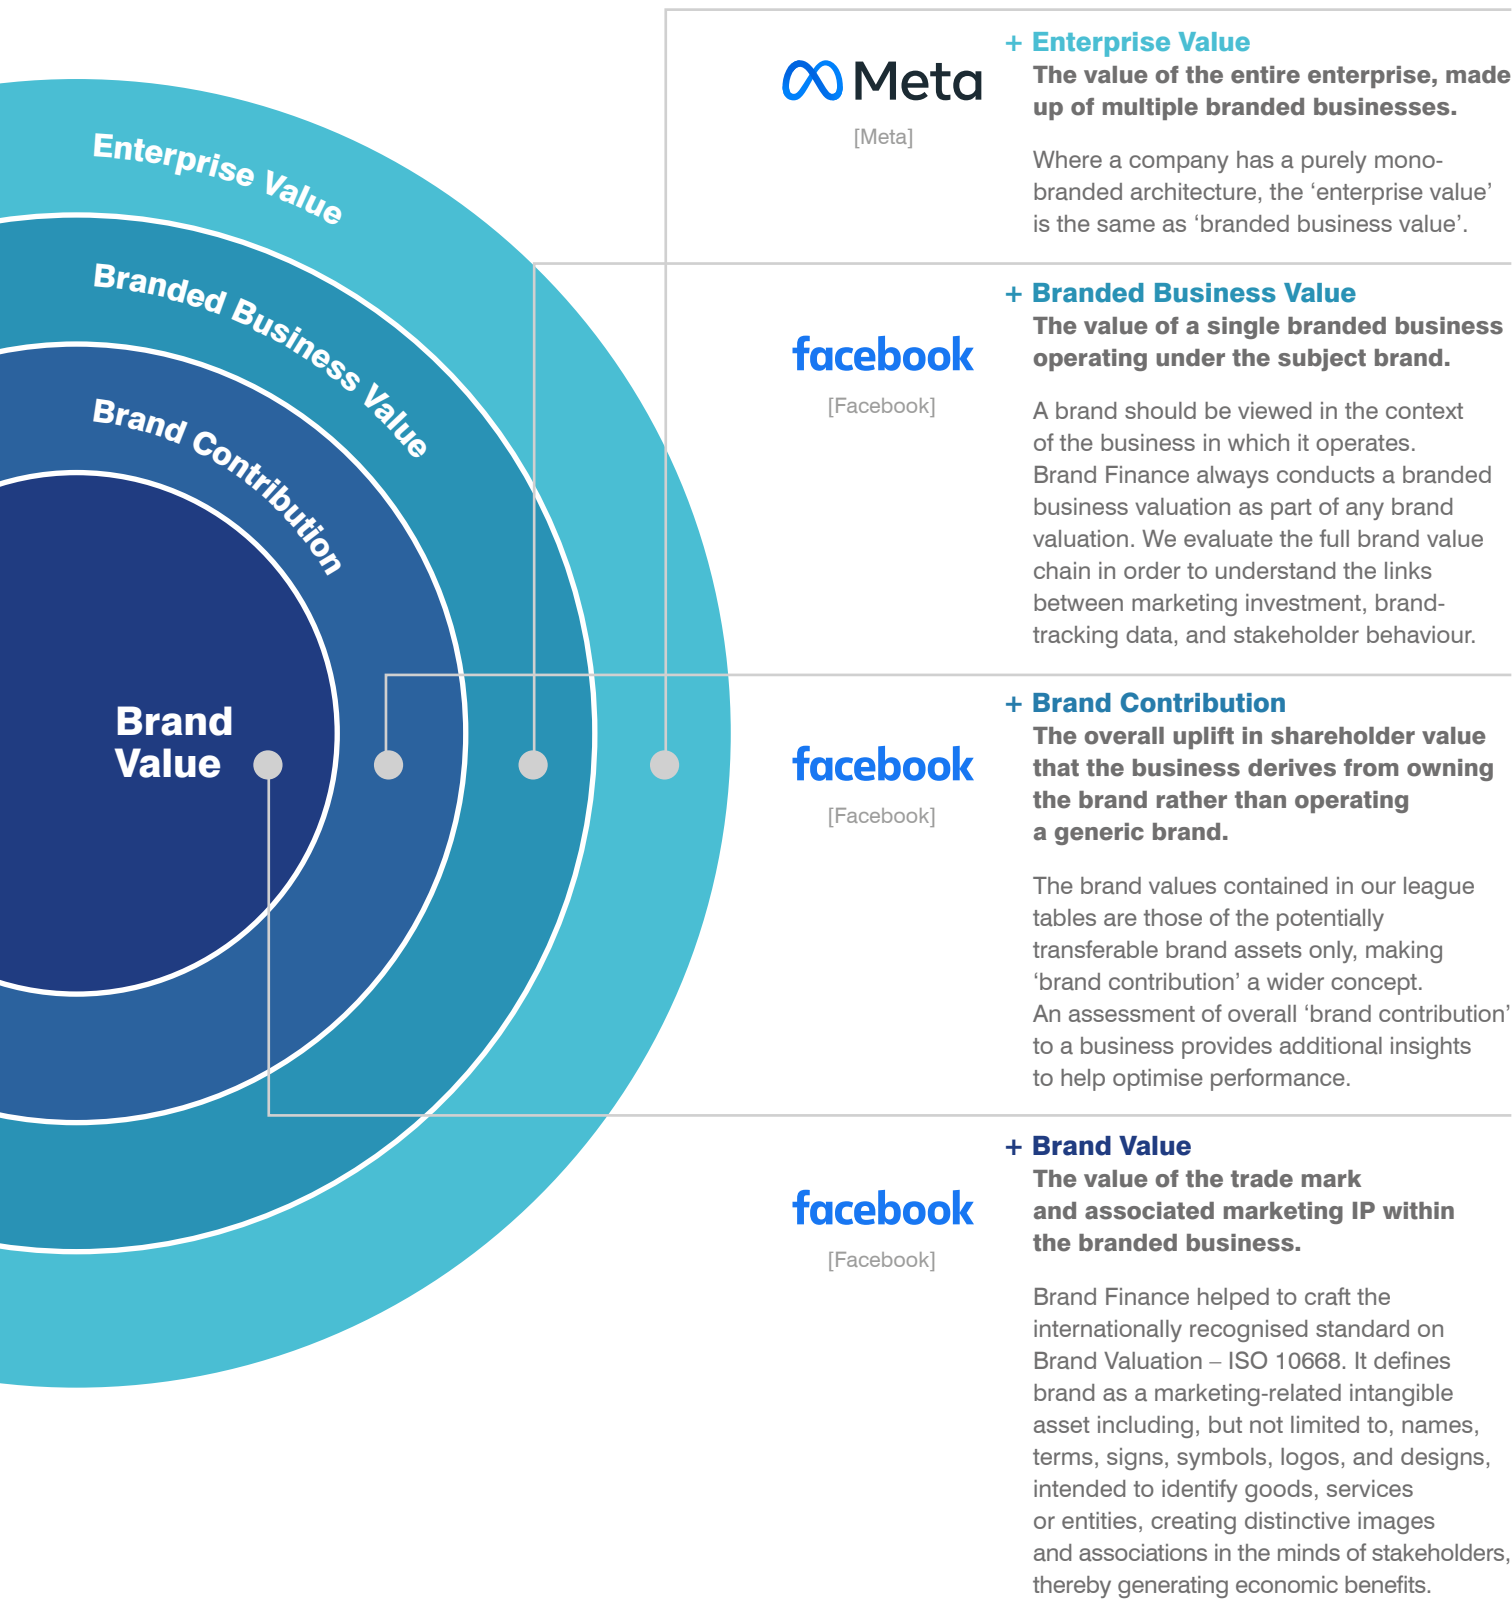 Enterprise Value
Branded Business Value
Brand Contribution
Brand
Value
Meta
[Meta]
+ Enterprise Value
The value of the entire enterprise, made
up of multiple branded businesses.
Where a company has a purely mono-
branded architecture, the ‘enterprise value’
is the same as ‘branded business value’.
facebook
[Facebook]
+ Branded Business Value
The value of a single branded business
operating under the subject brand.
A brand should be viewed in the context
of the business in which it operates.
Brand Finance always conducts a branded
business valuation as part of any brand
valuation. We evaluate the full brand value
chain in order to understand the links
between marketing investment, brand-
tracking data, and stakeholder behaviour.
facebook
[Facebook]
+ Brand Contribution
The overall uplift in shareholder value
that the business derives from owning
the brand rather than operating
a generic brand.
The brand values contained in our league
tables are those of the potentially
transferable brand assets only, making
‘brand contribution’ a wider concept.
An assessment of overall ‘brand contribution’
to a business provides additional insights
to help optimise performance.
facebook
[Facebook]
+ Brand Value
The value of the trade mark
and associated marketing IP within
the branded business.
Brand Finance helped to craft the
internationally recognised standard on
Brand Valuation – ISO 10668. It defines
brand as a marketing-related intangible
asset including, but not limited to, names,
terms, signs, symbols, logos, and designs,
intended to identify goods, services
or entities, creating distinctive images
and associations in the minds of stakeholders,
thereby generating economic benefits.